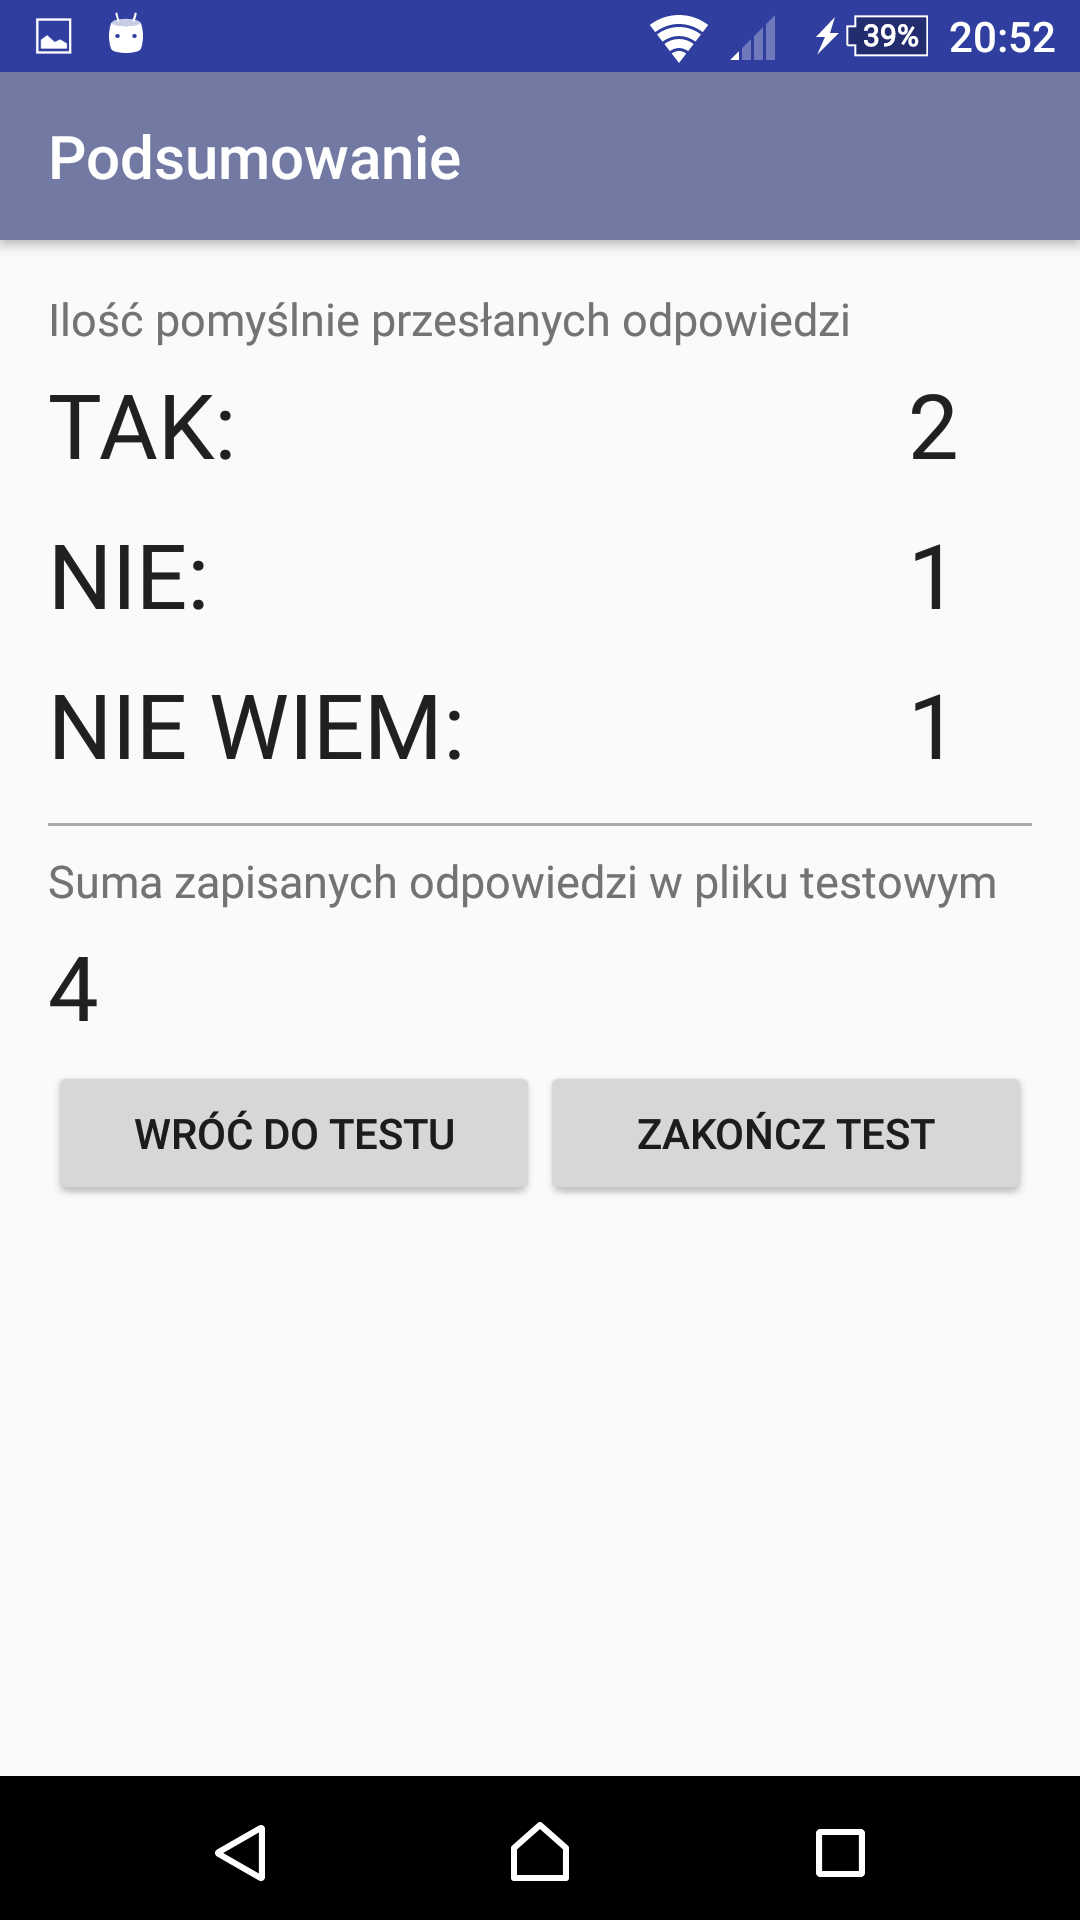 39% 20:52
Podsumowanie
Ilość pomyślnie przesłanych odpowiedzi
TAK: 2
NIE: 1
NIE WIEM: 1
Suma zapisanych odpowiedzi w pliku testowym
4
WRÓĆ DO TESTU ZAKOŃCZ TEST